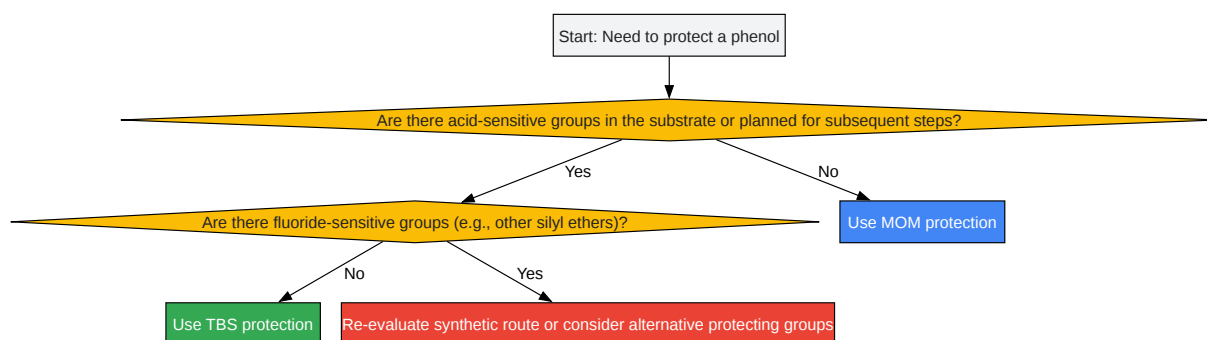 Start: Need to protect a phenol
Are there acid-sensitive groups in the substrate or planned for subsequent steps?
Yes
No
Are there fluoride-sensitive groups (e.g., other silyl ethers)?
Use MOM protection
No
Yes
Use TBS protection
Re-evaluate synthetic route or consider alternative protecting groups